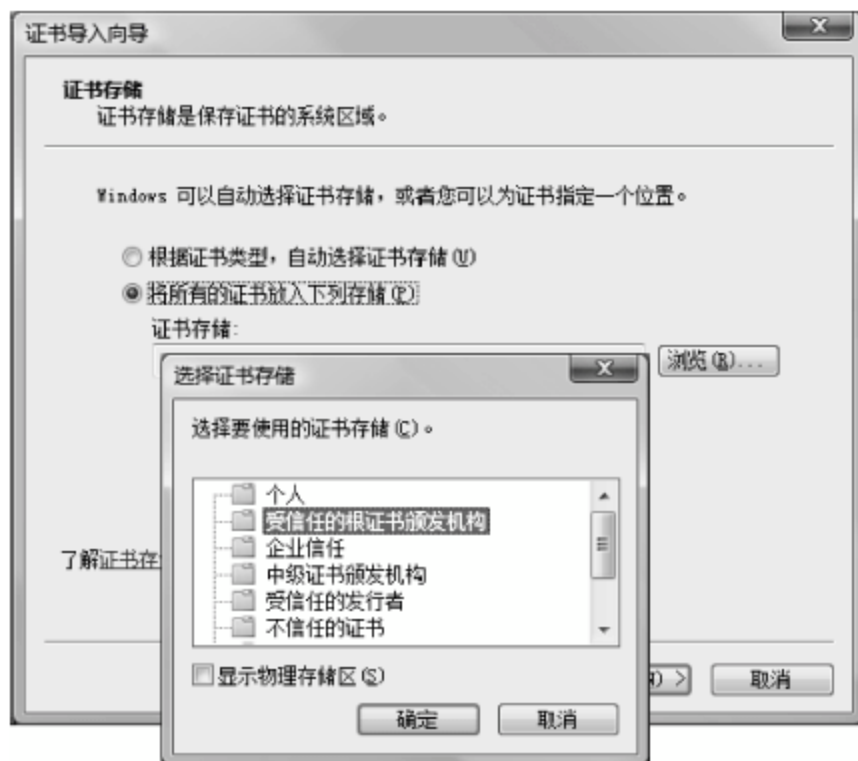 证书导入向导
证书存储
证书存储是保存证书的系统区域。
Windows 可以自动选择证书存储，或者您可以为证书指定一个位置。
根据证书类型，自动选择证书存储(U)
将所有的证书放入下列存储(P)
证书存储:
浏览(R)...
选择证书存储
选择要使用的证书存储(C)。
个人
受信任的根证书颁发机构
企业信任
中级证书颁发机构
受信任的发行者
不信任的证书
显示物理存储区(S)
确定
取消
了解证书存
N) >
取消